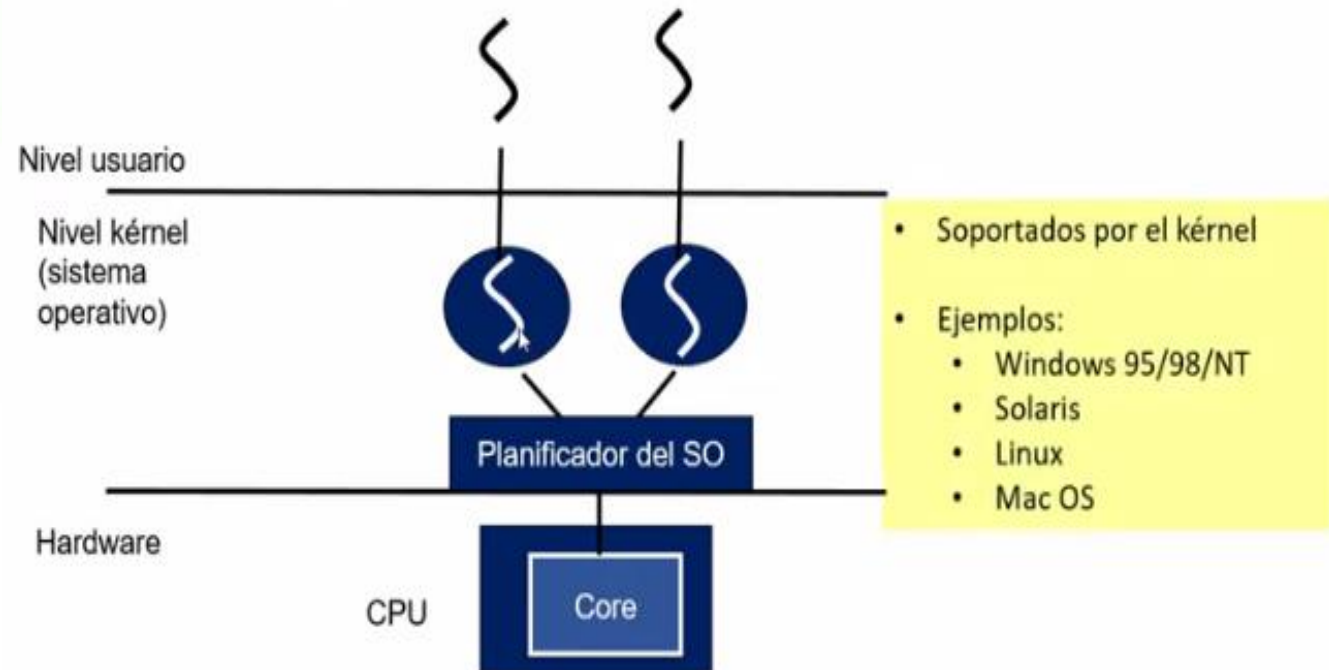 Nivel usuario
Nivel kérnel
(sistema
operativo)
• Soportados por el kérnel
• Ejemplos:
• Windows 95/98/NT
• Solaris
• Linux
• Mac OS
Planificador del SO
Hardware
CPU
Core